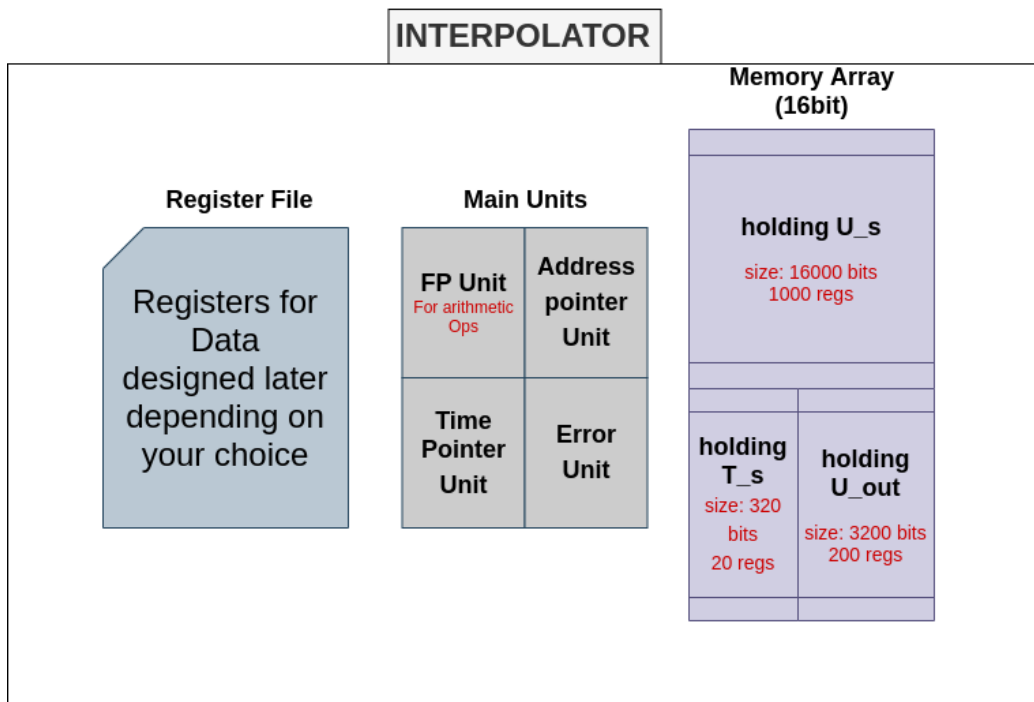 INTERPOLATOR
Memory Array
(16bit)
Register File
Main Units
Registers for
Data
designed later
depending on
your choice
FP Unit
For arithmetic
Ops
Address
pointer
Unit
Time
Pointer
Unit
Error
Unit
holding U_s
size: 16000 bits
1000 regs
holding
T_s
size: 320
bits
20 regs
holding
U_out
size: 3200 bits
200 regs